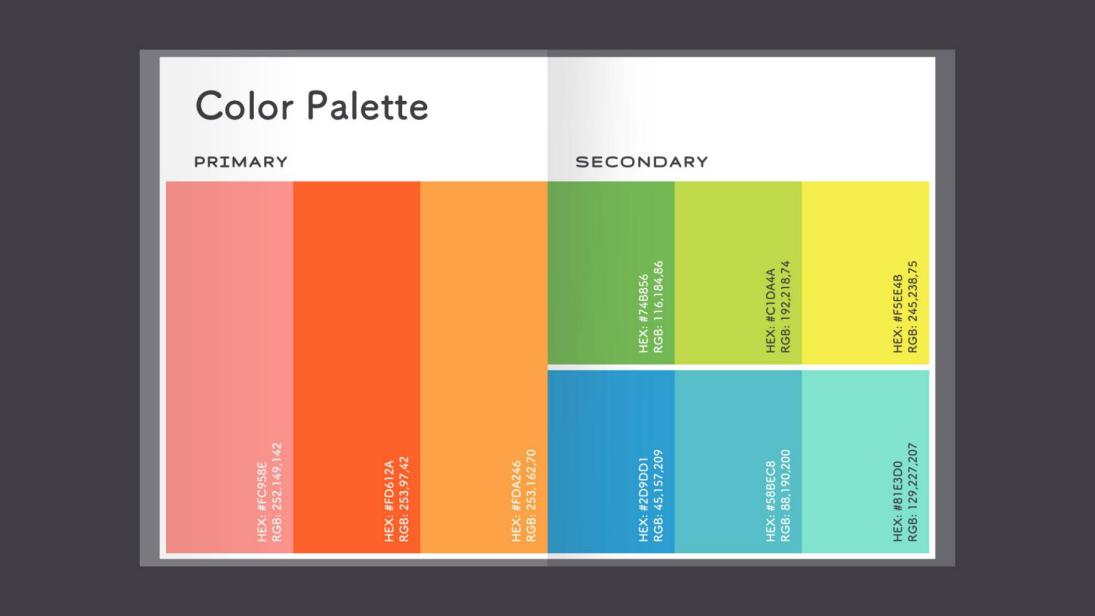 Color Palette
PRIMARY
SECONDARY
HEX: #FC958E
RGB: 252,149,142
HEX: #FD612A
RGB: 253,97,42
HEX: #FDA246
RGB: 253,162,70
HEX: #74B856
RGB: 116,184,86
HEX: #C1DA4A
RGB: 192,218,74
HEX: #F5EE4B
RGB: 245,238,75
HEX: #2D9DD1
RGB: 45,157,209
HEX: #58BEC8
RGB: 88,190,200
HEX: #81E3D0
RGB: 129,227,207